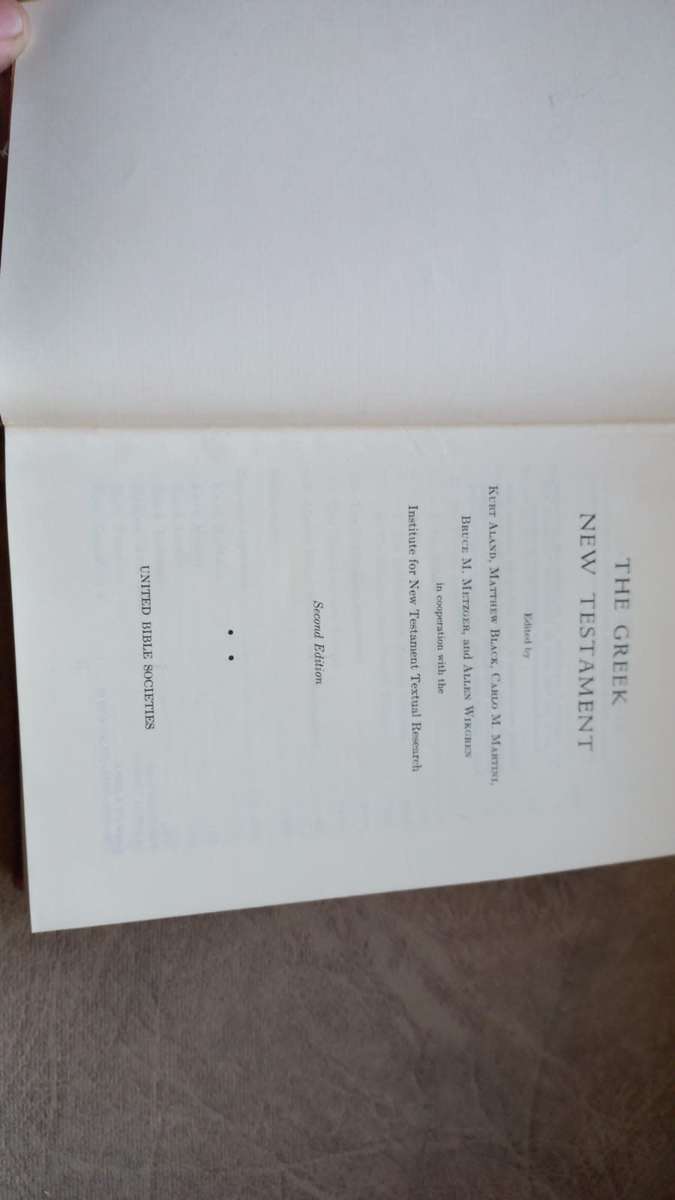 THE GREEK
NEW TESTAMENT
Edited by
KURT ALAND, MATTHEW BLACK, CARLO M. MARTINI,
BRUCE M. METZGER, and ALLEN WIKGREN
in cooperation with the
Institute for New Testament Textual Research
Second Edition
UNITED BIBLE SOCIETIES